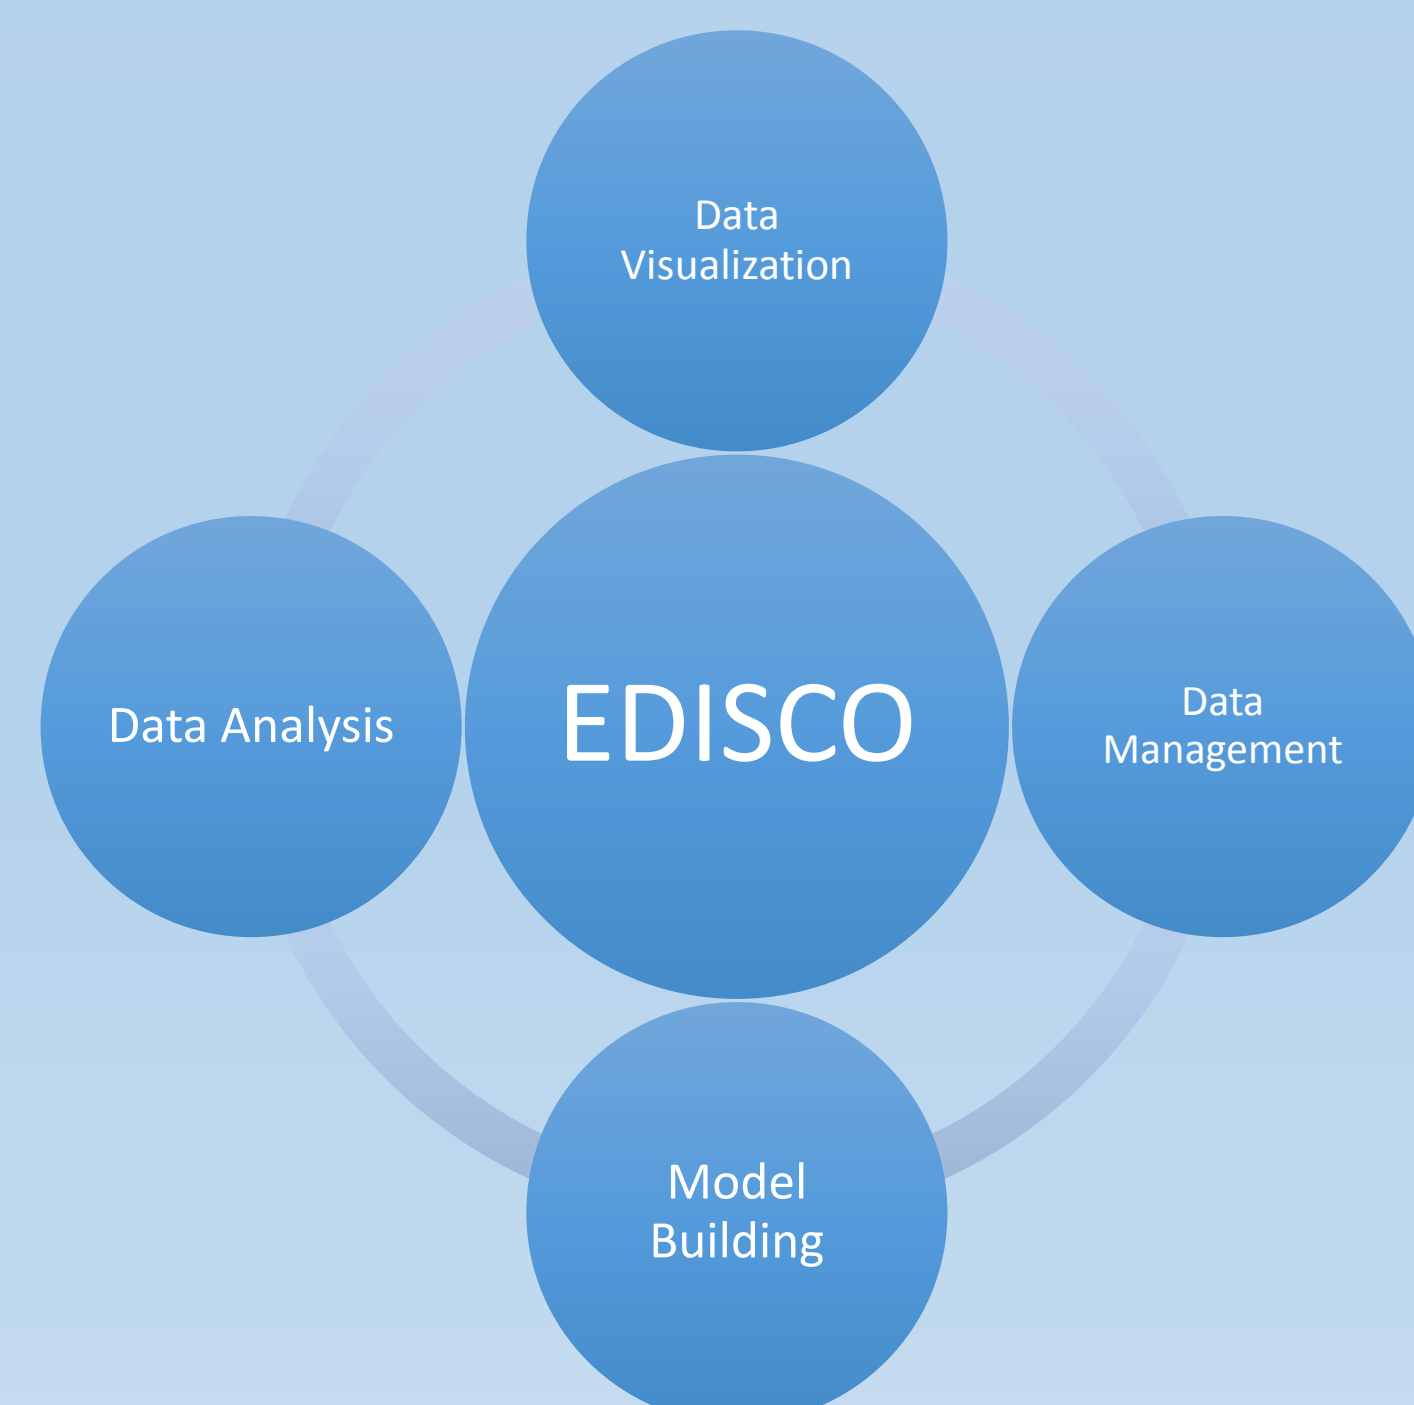 Data
Visualization
Data Analysis
EDISCO
Data
Management
Model
Building